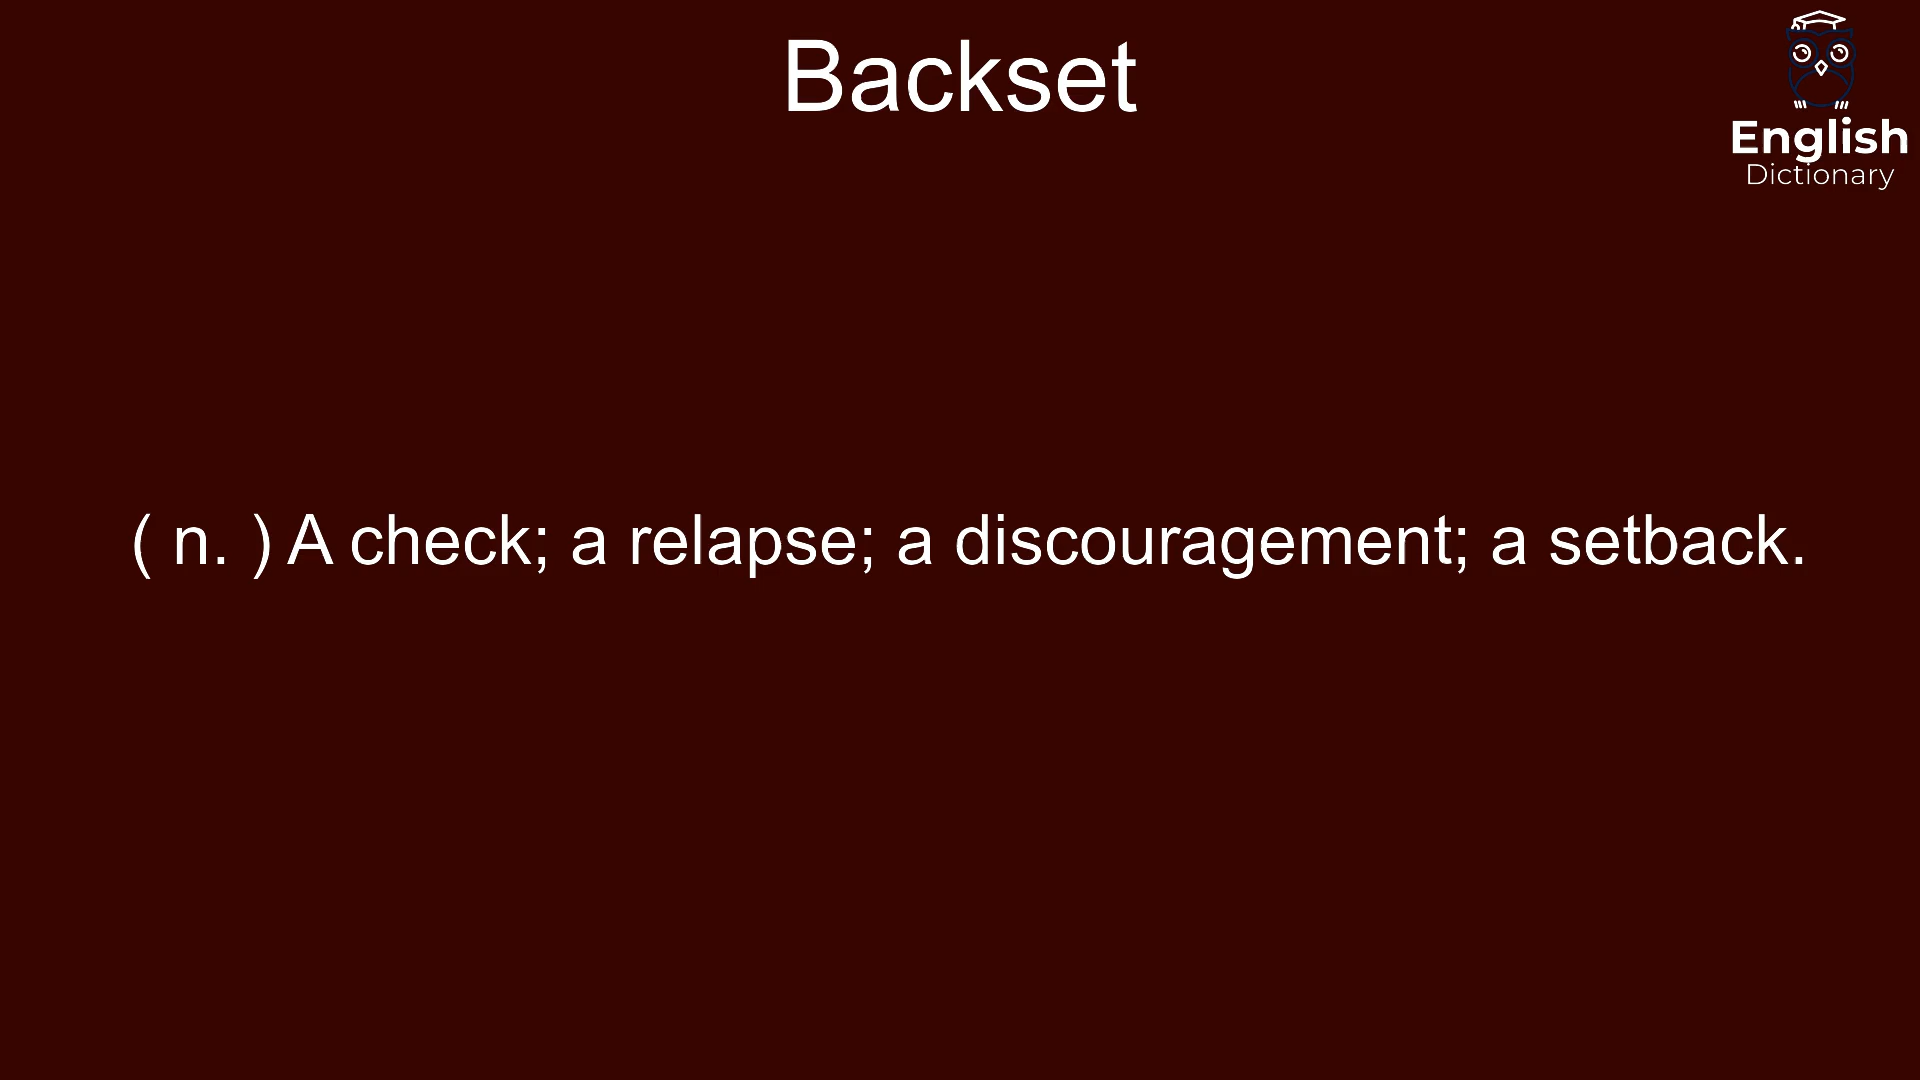 Backset
English
Dictionary
( n. ) A check; a relapse; a discouragement; a setback.